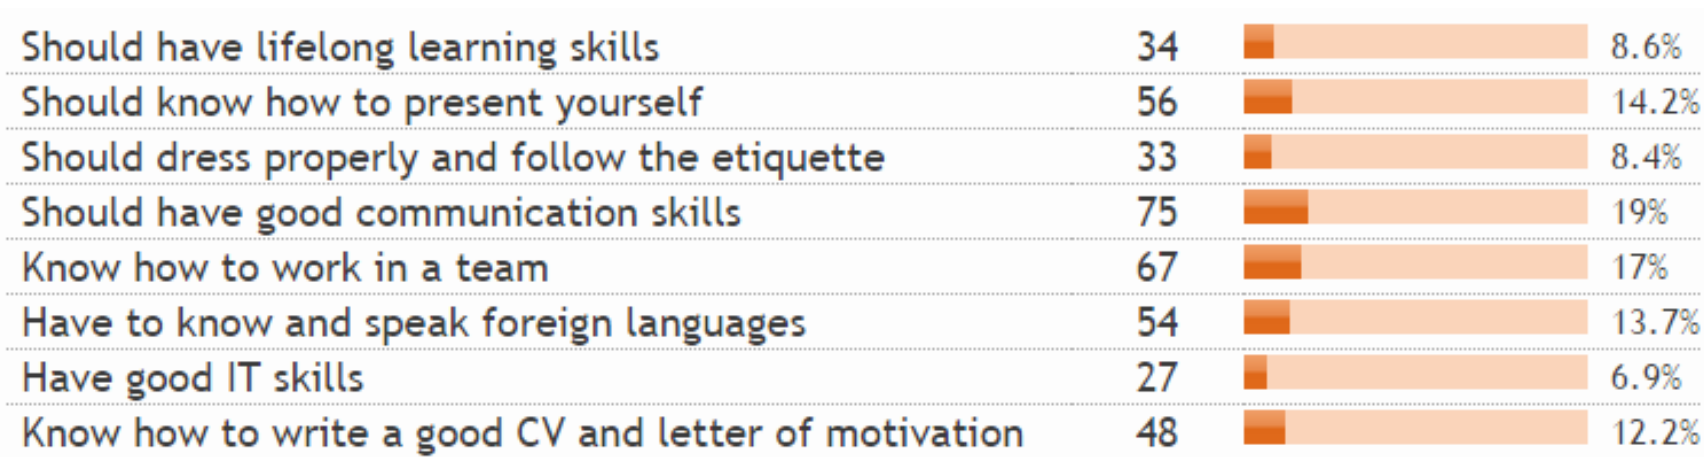 Should have lifelong learning skills 34 8.6%
Should know how to present yourself 56 14.2%
Should dress properly and follow the etiquette 33 8.4%
Should have good communication skills 75 19%
Know how to work in a team 67 17%
Have to know and speak foreign languages 54 13.7%
Have good IT skills 27 6.9%
Know how to write a good CV and letter of motivation 48 12.2%